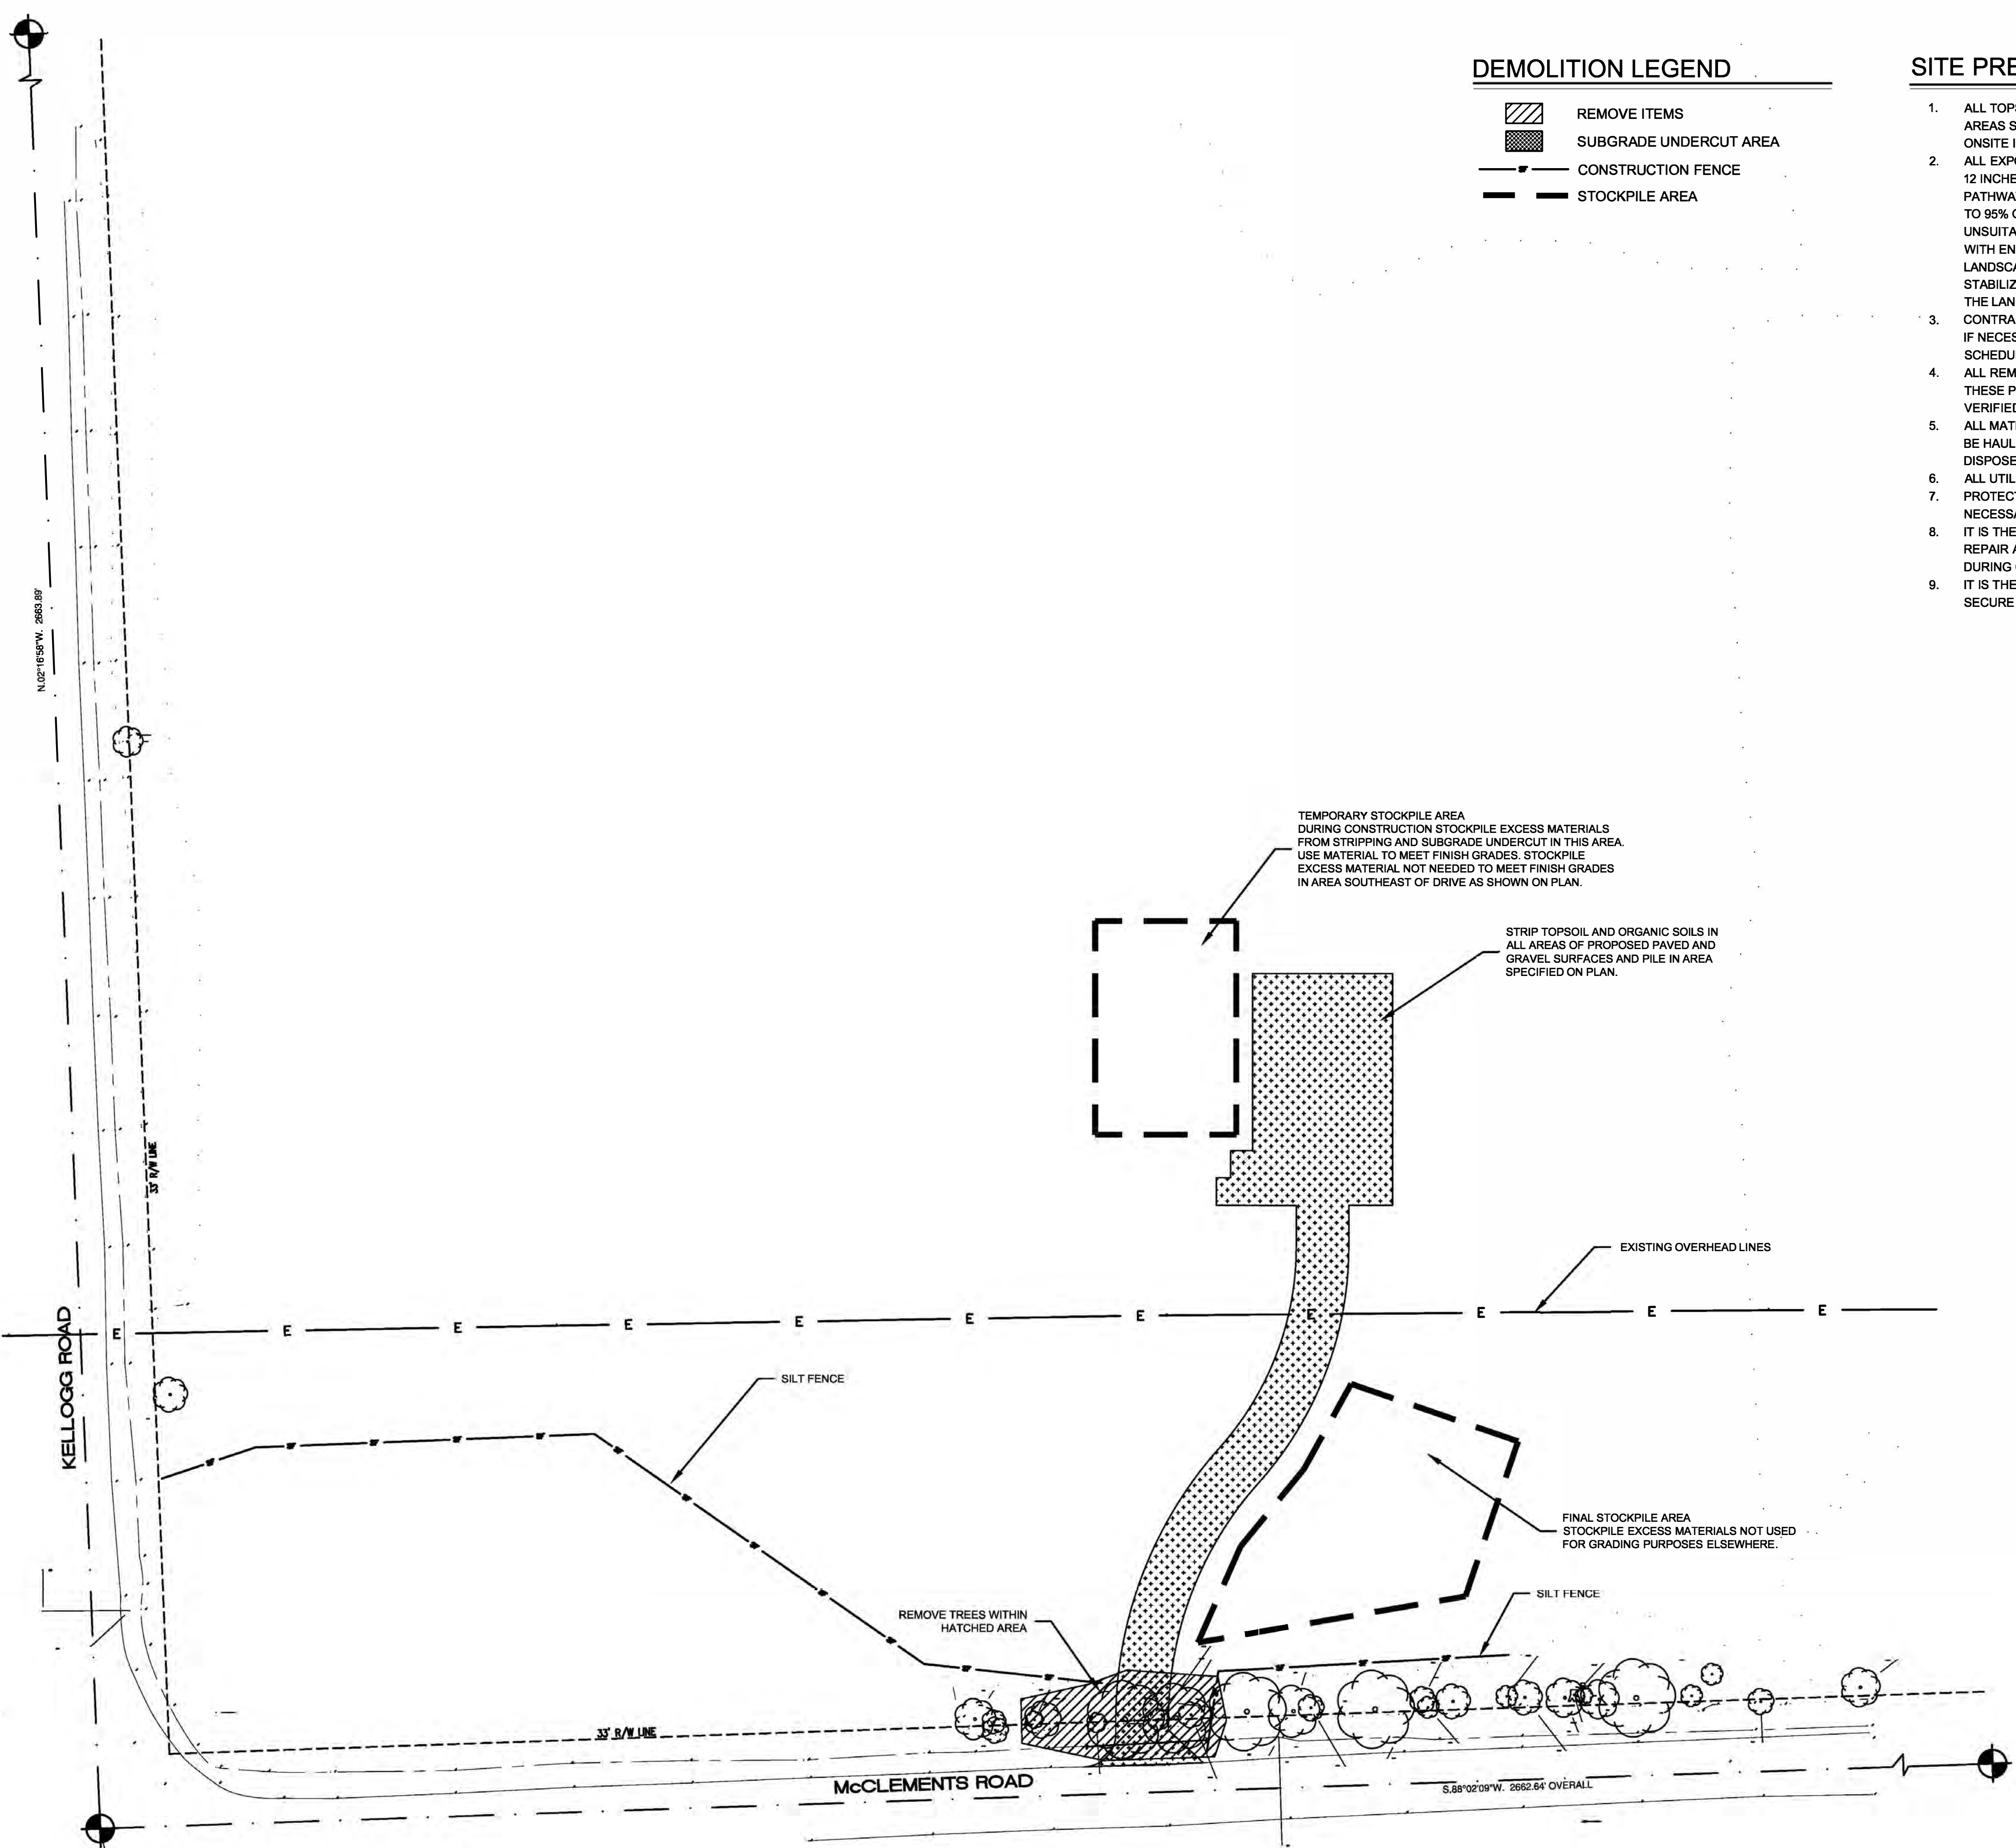 DEMOLITION LEGEND
REMOVE ITEMS
SUBGRADE UNDERCUT AREA
CONSTRUCTION FENCE
STOCKPILE AREA
SITE PRE
1. ALL TOP
AREAS S
ONSITE I
2. ALL EXP
12 INCHE
PATHWA
TO 95%
UNSUITA
WITH EN
LANDSCA
STABILIZ
THE LAN
3. CONTRA
IF NECES
SCHEDU
4. ALL REM
THESE P
VERIFIED
5. ALL MAT
BE HAUL
DISPOSE
6. ALL UTIL
7. PROTECT
NECESSA
8. IT IS THE
REPAIR A
DURING
9. IT IS THE
SECURE
N.02°16'58"W. 2663.89'
TEMPORARY STOCKPILE AREA
DURING CONSTRUCTION STOCKPILE EXCESS MATERIALS
FROM STRIPPING AND SUBGRADE UNDERCUT IN THIS AREA.
USE MATERIAL TO MEET FINISH GRADES. STOCKPILE
EXCESS MATERIAL NOT NEEDED TO MEET FINISH GRADES
IN AREA SOUTHEAST OF DRIVE AS SHOWN ON PLAN.
STRIP TOPSOIL AND ORGANIC SOILS IN
ALL AREAS OF PROPOSED PAVED AND
GRAVEL SURFACES AND PILE IN AREA
SPECIFIED ON PLAN.
33' R/W LINE
EXISTING OVERHEAD LINES
E E E E E E E E E E E
KELLOGG ROAD
SILT FENCE
FINAL STOCKPILE AREA
STOCKPILE EXCESS MATERIALS NOT USED
FOR GRADING PURPOSES ELSEWHERE.
SILT FENCE
REMOVE TREES WITHIN
HATCHED AREA
33' R/W LINE
McCLEMENTS ROAD
S.88°02'09"W. 2662.64' OVERALL